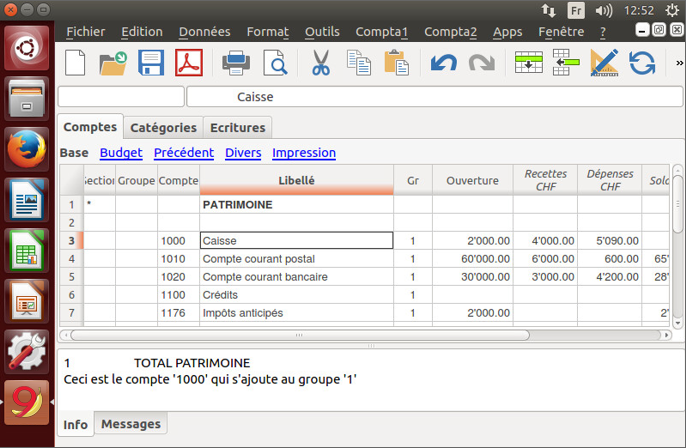 Fr 12:52
Fichier Edition Données Format Outils Compta1 Compta2 Apps Fenêtre ?
»
Caisse
Comptes Catégories Ecritures
Base Budget Précédent Divers Impression
Section Groupe Compte Libellé Gr Ouverture Recettes CHF Dépenses CHF Sold
1 * PATRIMOINE
2
3 1000 Caisse 1 2'000.00 4'000.00 5'090.00
4 1010 Compte courant postal 1 60'000.00 6'000.00 600.00 65'
5 1020 Compte courant bancaire 1 30'000.00 3'000.00 4'200.00 28'
6 1100 Crédits 1
7 1176 Impôts anticipés 1 2'000.00 2'
1 TOTAL PATRIMOINE
Ceci est le compte '1000' qui s'ajoute au groupe '1'
Info Messages